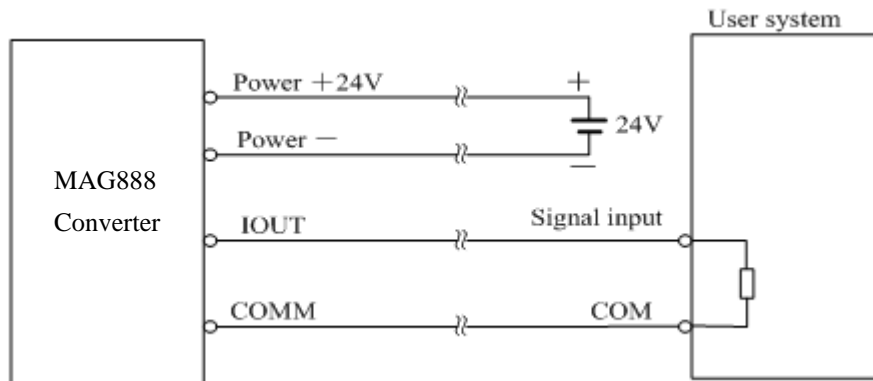 User system
Power +24V
+
24V
Power －
－
MAG888
Converter
IOUT
Signal input
COMM
COM